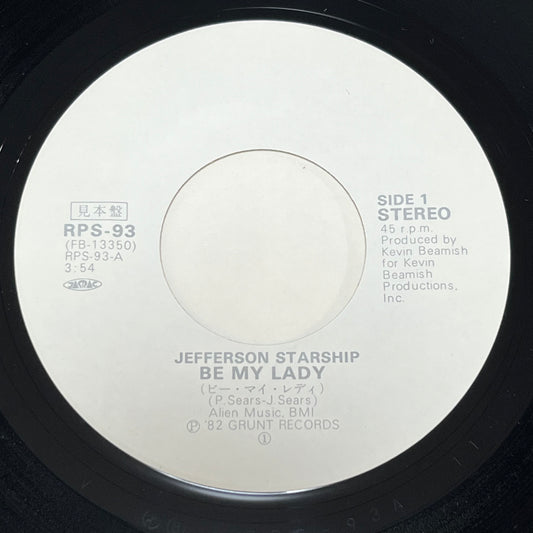 見本盤
RPS-93
(FB-13350)
RPS-93-A
3:54
SIDE 1
STEREO
45 r.p.m.
Produced by
Kevin Beamish
for Kevin
Beamish
Productions,
Inc.
JEFFERSON STARSHIP
BE MY LADY
(ビー・マイ・レディ)
(P.Sears-J.Sears)
Alien Music, BMI
Ⓟ '82 GRUNT RECORDS
①